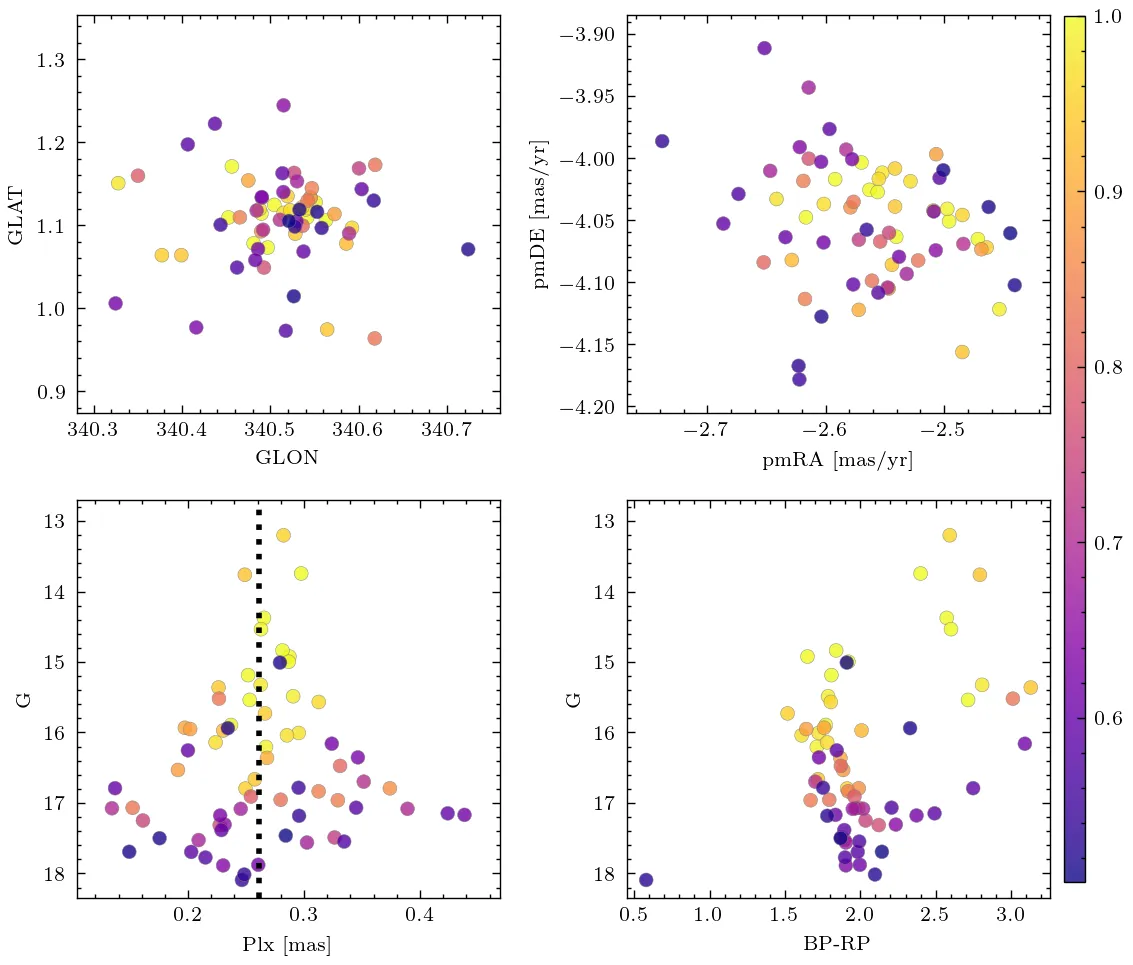 1.3
1.2
1.1
1.0
0.9
GLAT
340.3 340.4 340.5 340.6 340.7
GLON
−3.85
−3.90
−3.95
−4.00
−4.05
−4.10
−4.15
−4.20
pmDE [mas/yr]
−2.7 −2.6 −2.5
pmRA [mas/yr]
13
14
15
16
17
18
G
0.2 0.3 0.4
Plx [mas]
13
14
15
16
17
18
G
0.5 1.0 1.5 2.0 2.5 3.0
BP-RP
1.0
0.9
0.8
0.7
0.6